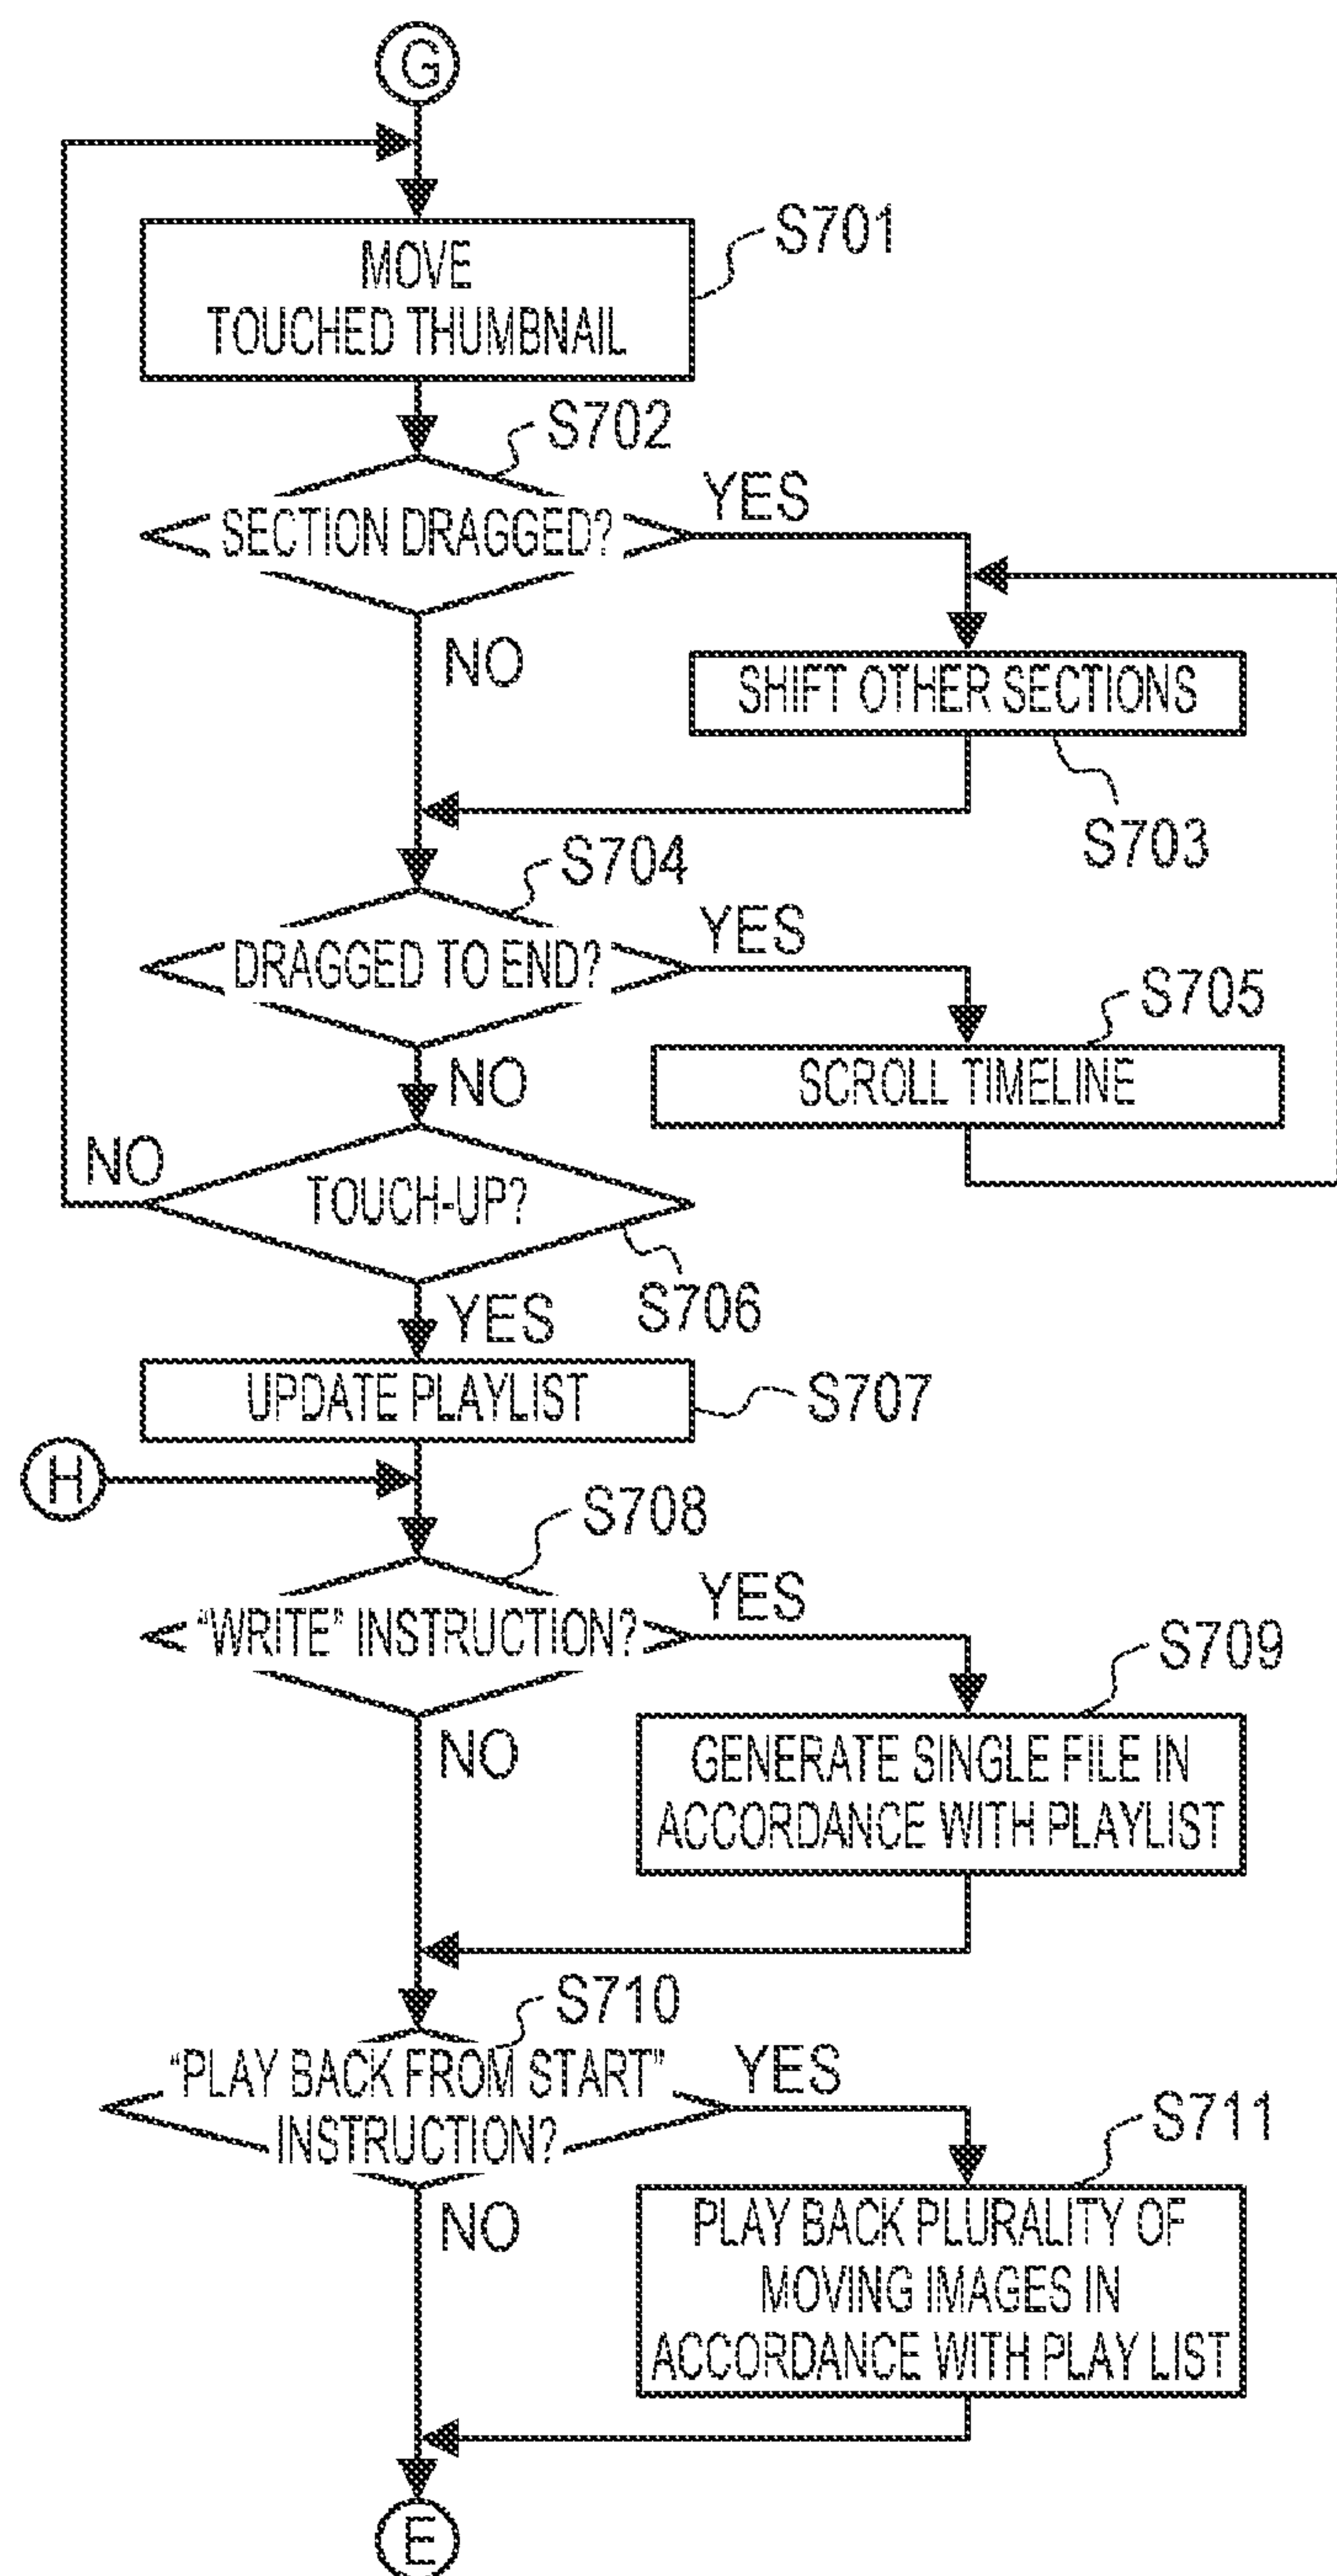 G
S701
MOVE
TOUCHED THUMBNAIL
S702
SECTION DRAGGED?
YES
NO
SHIFT OTHER SECTIONS
S703
S704
DRAGGED TO END?
YES
S705
NO
SCROLL TIMELINE
NO
TOUCH-UP?
S706
YES
UPDATE PLAYLIST
S707
H
S708
"WRITE" INSTRUCTION?
YES
S709
NO
GENERATE SINGLE FILE IN
ACCORDANCE WITH PLAYLIST
S710
"PLAY BACK FROM START"
INSTRUCTION?
YES
S711
NO
PLAY BACK PLURALITY OF
MOVING IMAGES IN
ACCORDANCE WITH PLAY LIST
E